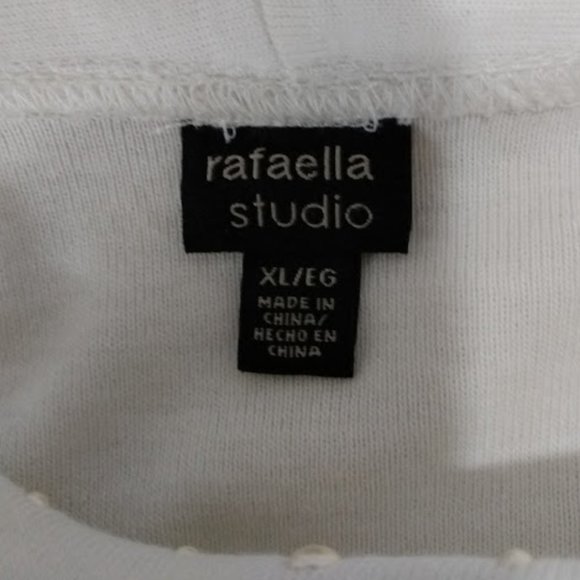 rafaella
studio
XL/EG
MADE IN
CHINA/
HECHO EN
CHINA